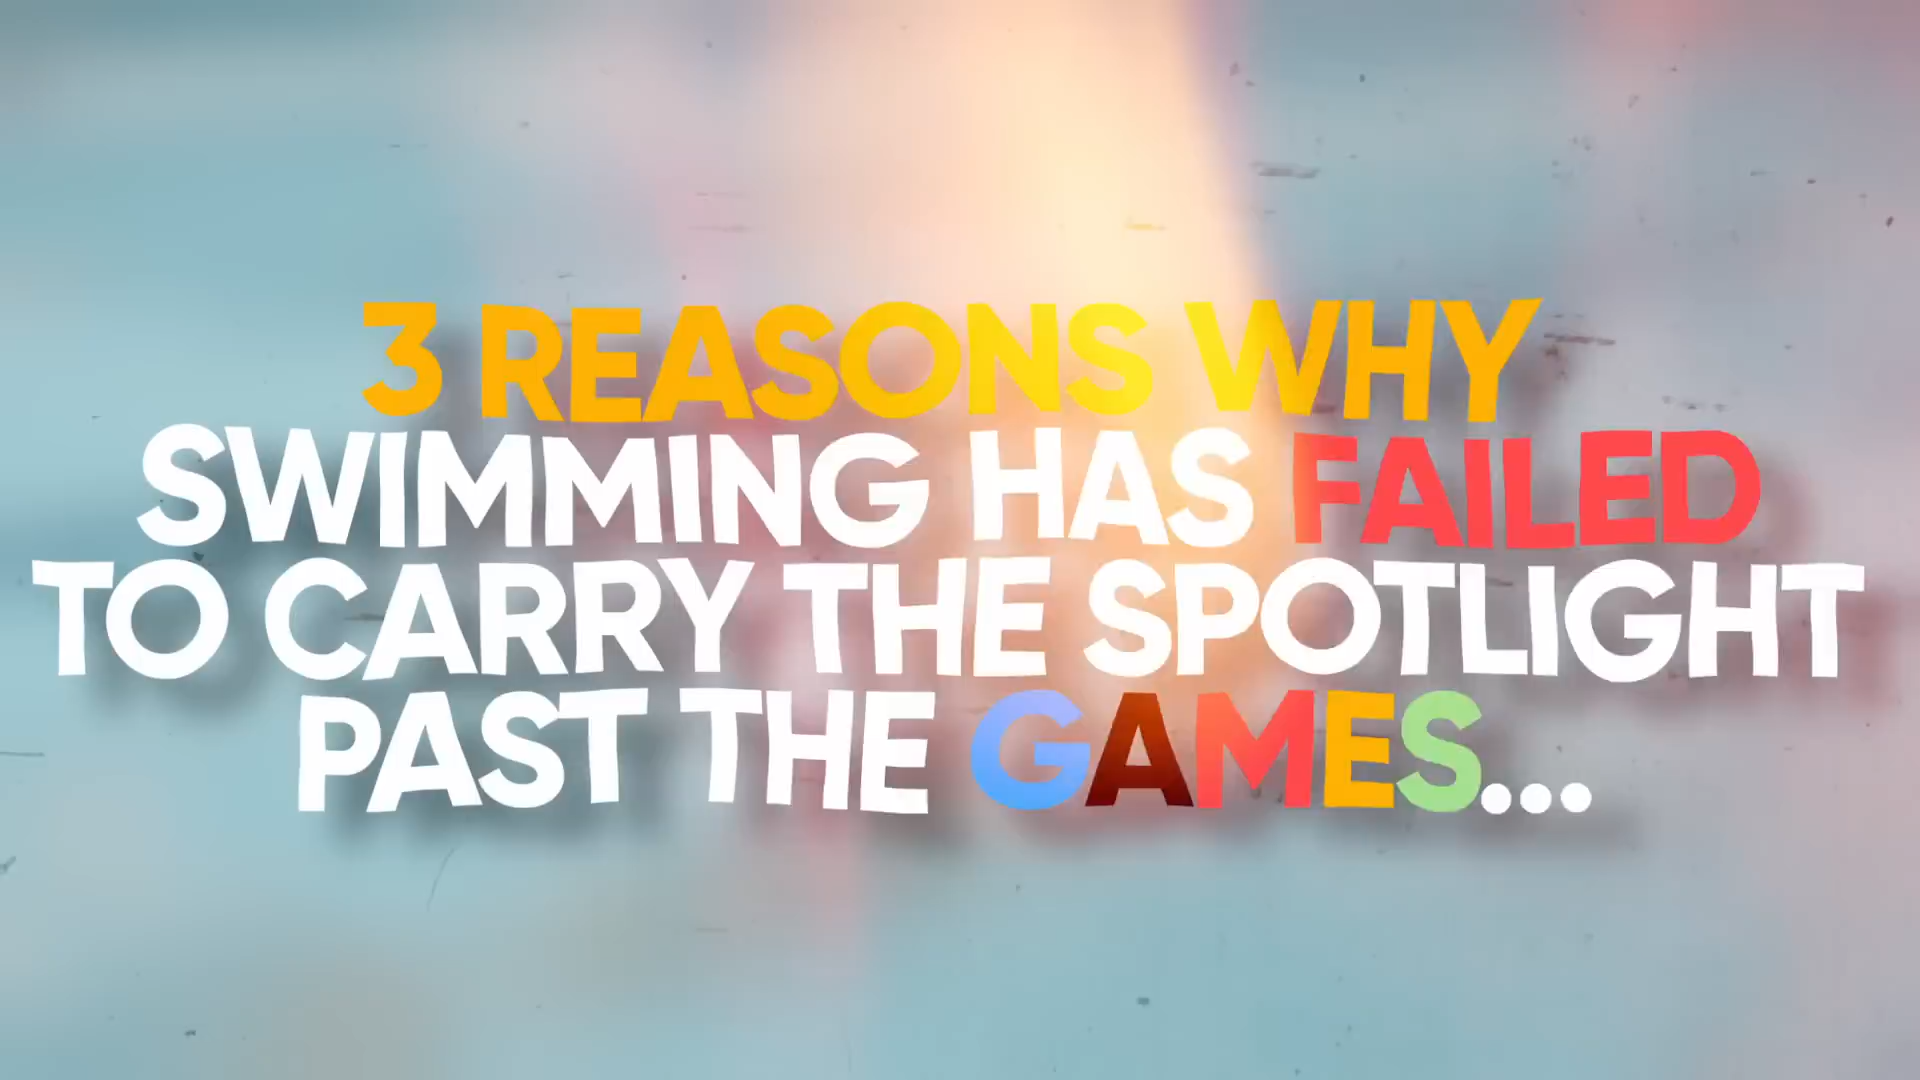 3 REASONS WHY
SWIMMING HAS FAILED
TO CARRY THE SPOTLIGHT
PAST THE GAMES...